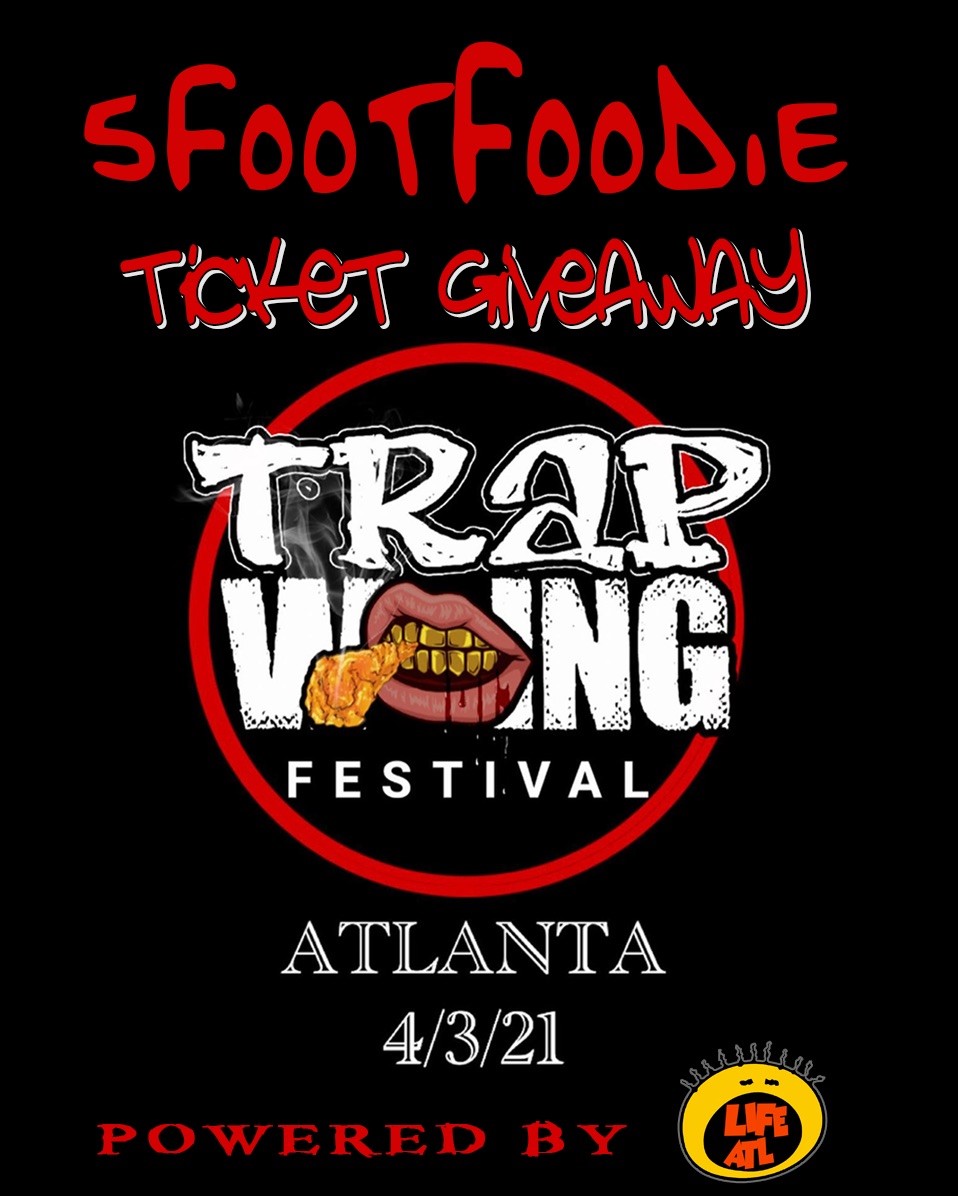 5FOOTFOODIE
TICKET GIVEAWAY
TRAP
WING
FESTIVAL
ATLANTA
4/3/21
POWERED BY
LIFE
ATL